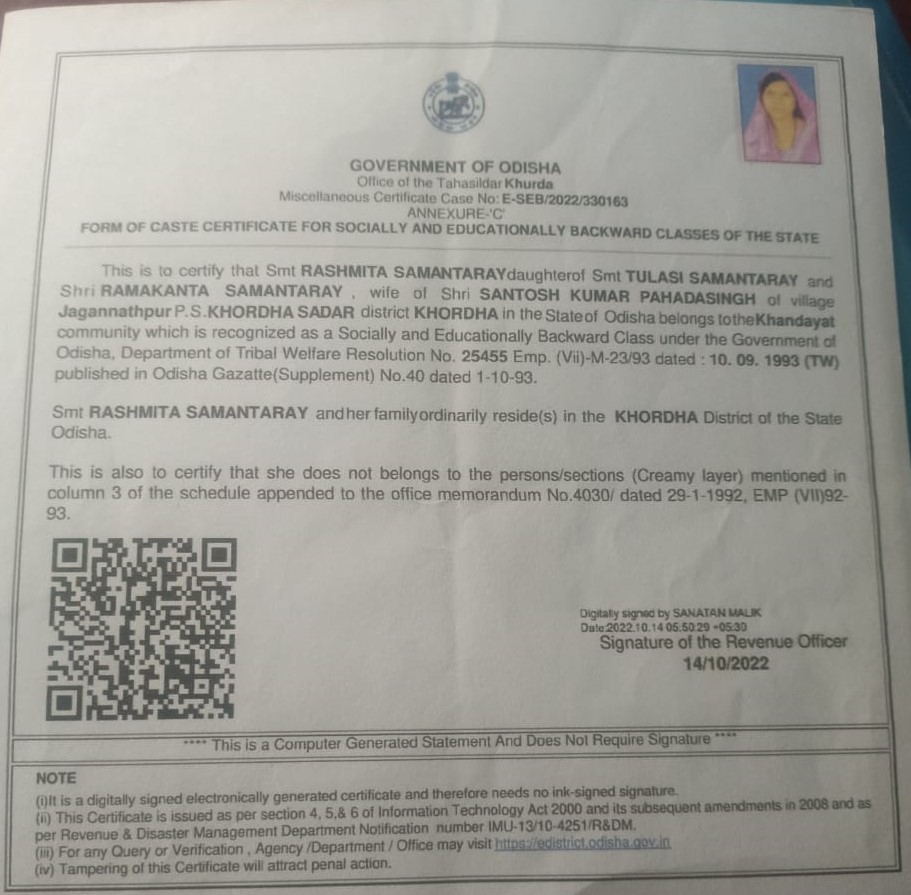 GOVERNMENT OF ODISHA
Office of the Tahasildar Khurda
Miscellaneous Certificate Case No: E-SEB/2022/330163
ANNEXURE-'C'
FORM OF CASTE CERTIFICATE FOR SOCIALLY AND EDUCATIONALLY BACKWARD CLASSES OF THE STATE
This is to certify that Smt RASHMITA SAMANTARAYdaughterof Smt TULASI SAMANTARAY and
Shri RAMAKANTA SAMANTARAY , wife of Shri SANTOSH KUMAR PAHADASINGH of village
Jagannathpur P.S.KHORDHA SADAR district KHORDHA in the State of Odisha belongs to the Khandayat
community which is recognized as a Socially and Educationally Backward Class under the Government of
Odisha, Department of Tribal Welfare Resolution No. 25455 Emp. (Vii)-M-23/93 dated : 10. 09. 1993 (TW)
published in Odisha Gazatte(Supplement) No.40 dated 1-10-93.
Smt RASHMITA SAMANTARAY and her family ordinarily reside(s) in the KHORDHA District of the State
Odisha.
This is also to certify that she does not belongs to the persons/sections (Creamy layer) mentioned in
column 3 of the schedule appended to the office memorandum No.4030/ dated 29-1-1992, EMP (VII)92-
93.
Digitally signed by SANATAN MALIK
Date:2022.10.14 05:50:29 +05:30
Signature of the Revenue Officer
14/10/2022
**** This is a Computer Generated Statement And Does Not Require Signature ****
NOTE
(i)It is a digitally signed electronically generated certificate and therefore needs no ink-signed signature.
(ii) This Certificate is issued as per section 4, 5,& 6 of Information Technology Act 2000 and its subsequent amendments in 2008 and as
per Revenue & Disaster Management Department Notification number IMU-13/10-4251/R&DM.
(iii) For any Query or Verification , Agency /Department / Office may visit https://edistrict.odisha.gov.in
(iv) Tampering of this Certificate will attract penal action.